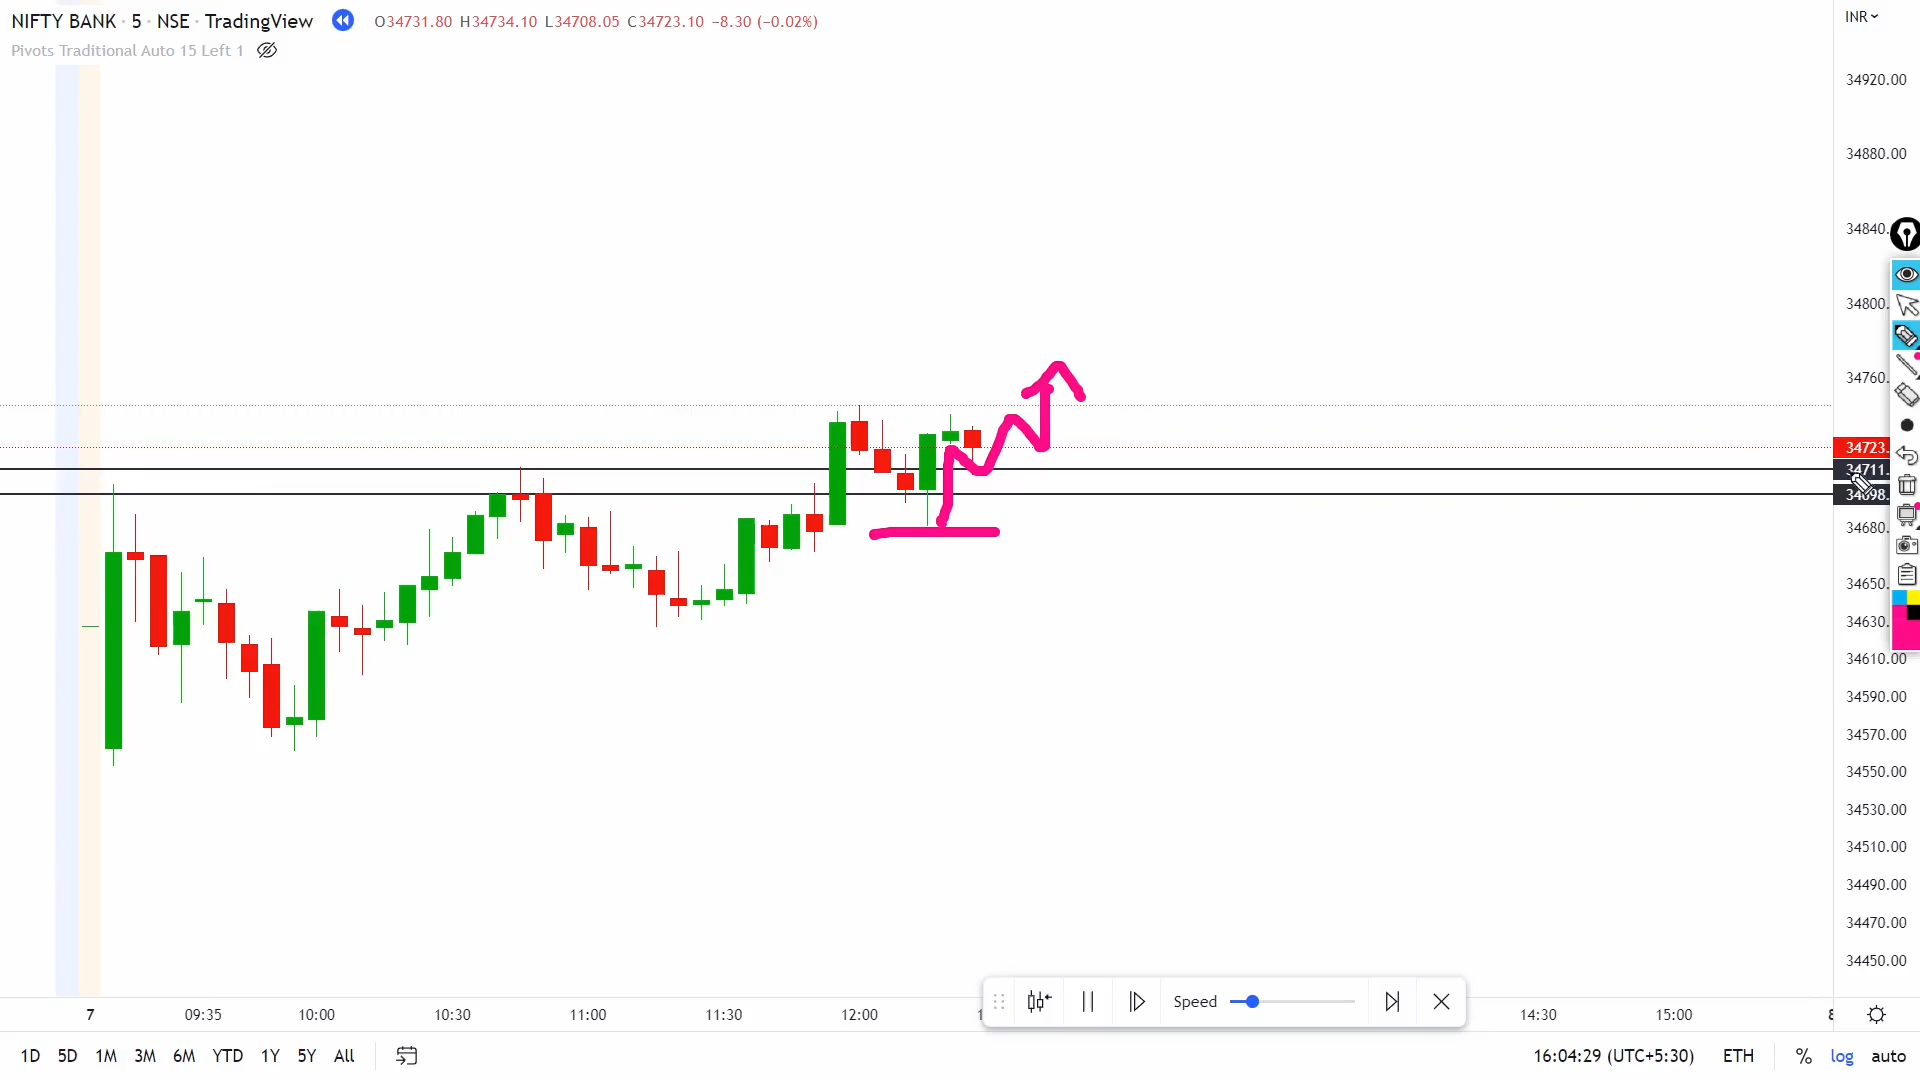 NIFTY BANK · 5 · NSE · TradingView
O34731.80 H34734.10 L34708.05 C34723.10 −8.30 (−0.02%)
INR
Pivots Traditional Auto 15 Left 1
34920.00
34880.00
34840.
34800.
34760.
34723.
34711.
34680.
34650.
34630.
34610.00
34590.00
34570.00
34550.00
34530.00
34510.00
34490.00
34470.00
34450.00
Speed
7 09:35 10:00 10:30 11:00 11:30 12:00 14:30 15:00
1D 5D 1M 3M 6M YTD 1Y 5Y All
16:04:29 (UTC+5:30) ETH % log auto